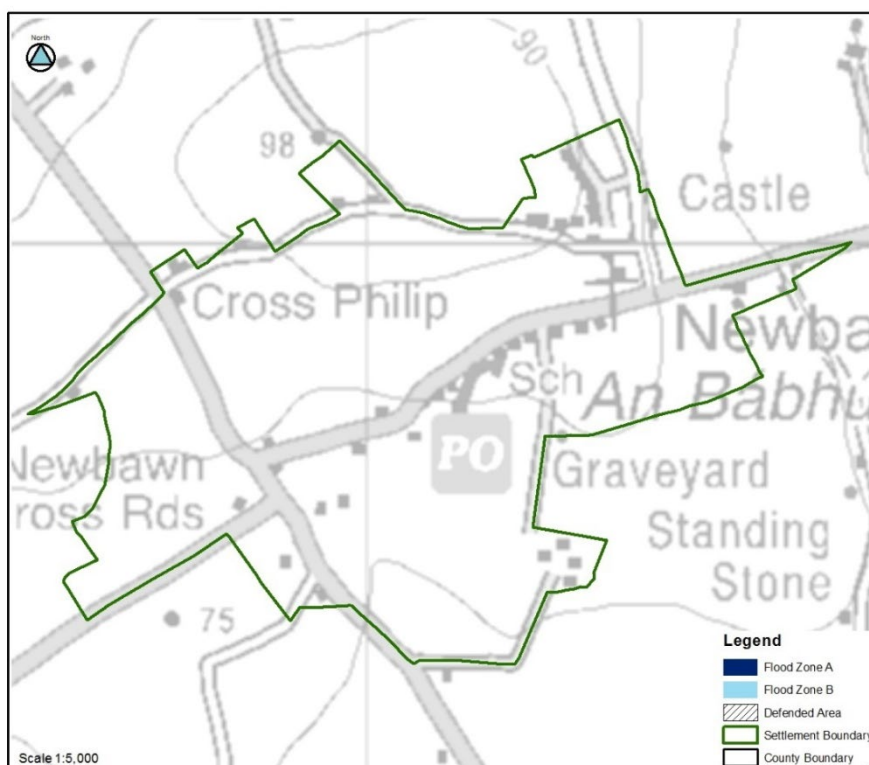 North
90
98
Castle
Cross Philip
Newba
Sch
An Babhú
PO
Newbawn
Graveyard
ross Rds
Standing
Stone
75
Legend
Flood Zone A
Flood Zone B
Defended Area
Settlement Boundary
County Boundary
Scale 1:5,000